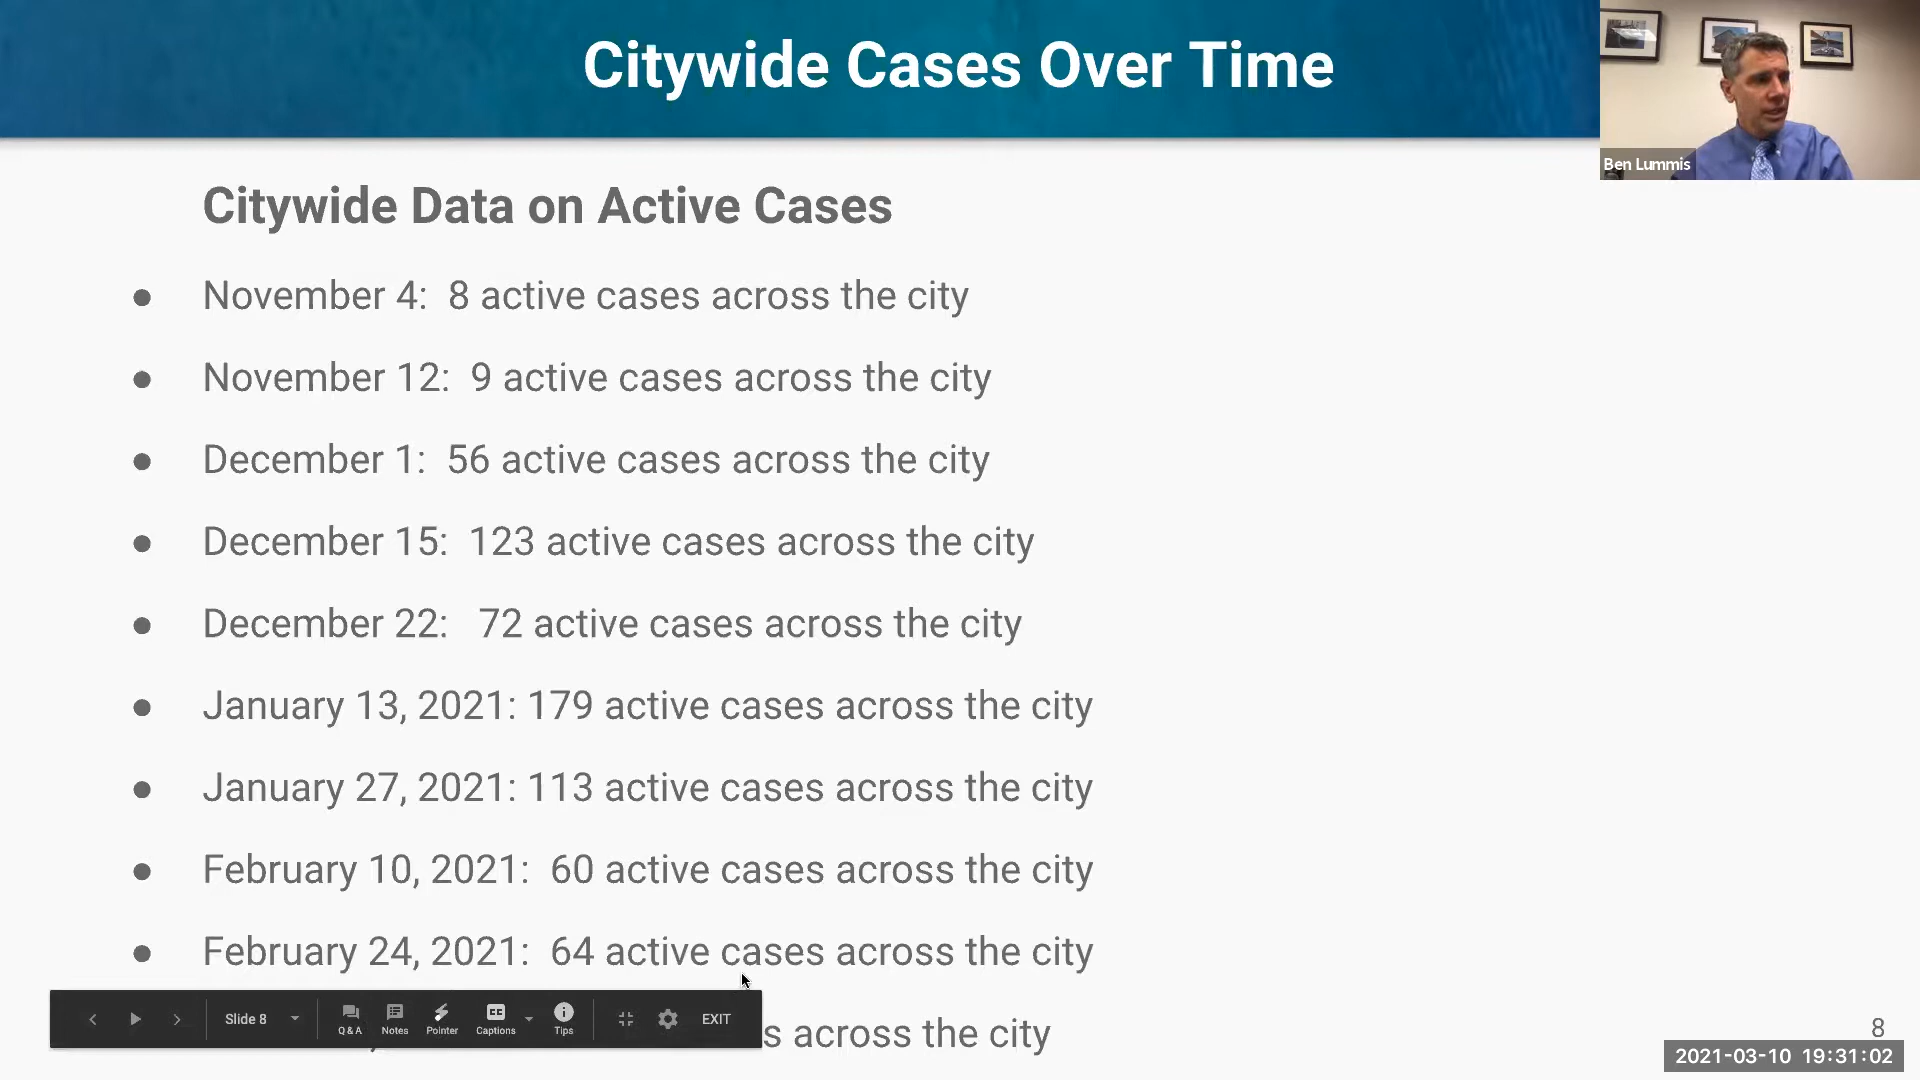 Citywide Cases Over Time
Ben Lummis
Citywide Data on Active Cases
● November 4: 8 active cases across the city
● November 12: 9 active cases across the city
● December 1: 56 active cases across the city
● December 15: 123 active cases across the city
● December 22: 72 active cases across the city
● January 13, 2021: 179 active cases across the city
● January 27, 2021: 113 active cases across the city
● February 10, 2021: 60 active cases across the city
● February 24, 2021: 64 active cases across the city
s across the city
Slide 8 Q & A Notes Pointer Captions Tips EXIT
8
2021-03-10 19:31:02